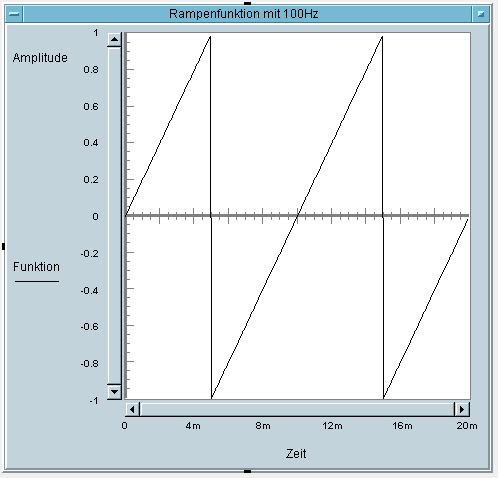 Rampenfunktion mit 100Hz
Amplitude
Funktion
1
0.8
0.6
0.4
0.2
0
-0.2
-0.4
-0.6
-0.8
-1
0 4m 8m 12m 16m 20m
Zeit